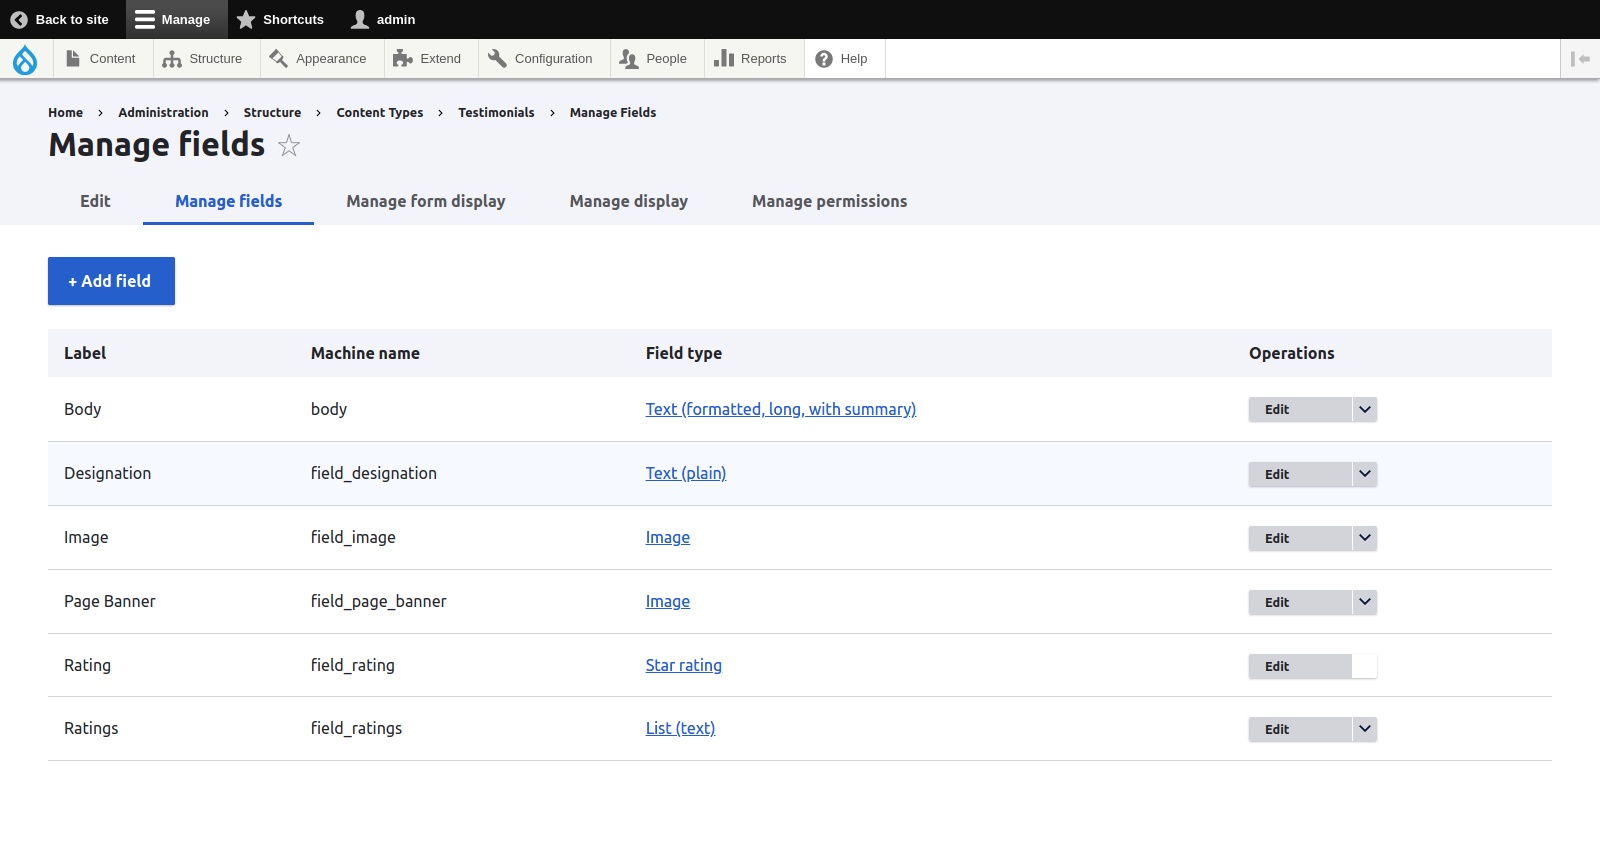 Back to site Manage Shortcuts admin
Content Structure Appearance Extend Configuration People Reports Help
Home › Administration › Structure › Content Types › Testimonials › Manage Fields
Manage fields
Edit Manage fields Manage form display Manage display Manage permissions
+ Add field
Label Machine name Field type Operations
Body body Text (formatted, long, with summary) Edit
Designation field_designation Text (plain) Edit
Image field_image Image Edit
Page Banner field_page_banner Image Edit
Rating field_rating Star rating Edit
Ratings field_ratings List (text) Edit